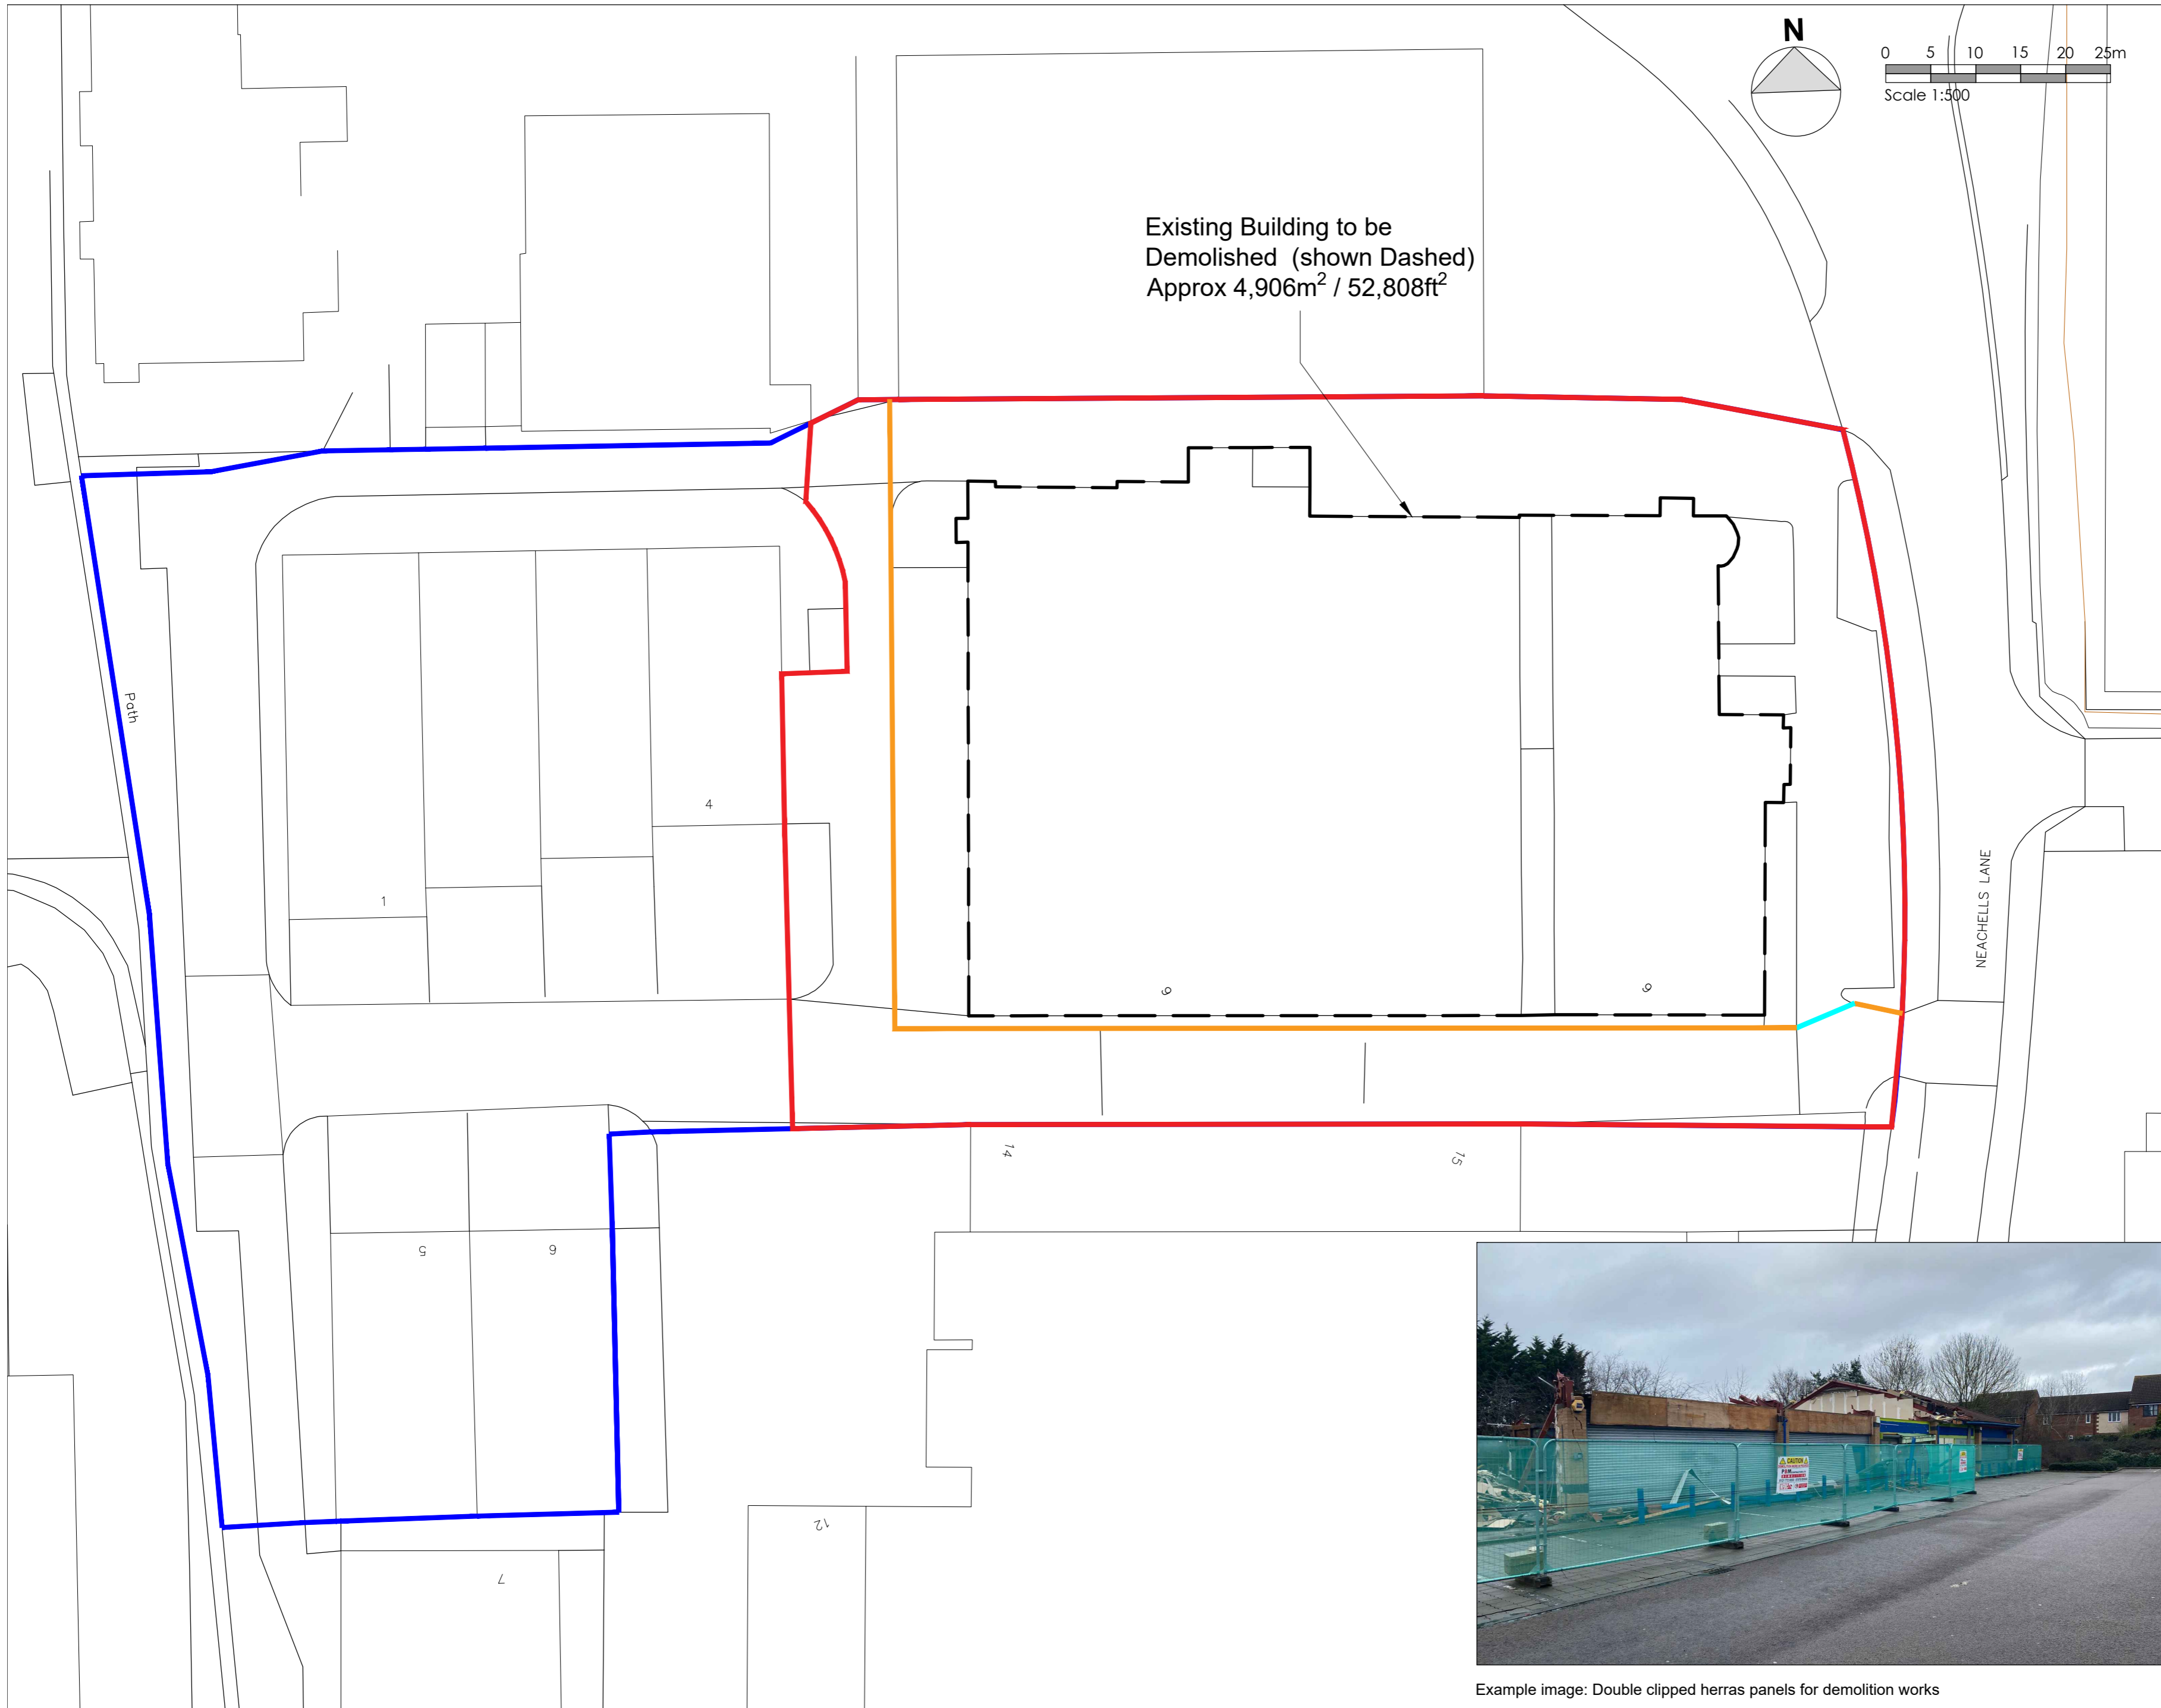 N
0 5 10 15 20 25m
Scale 1:500
Existing Building to be
Demolished (shown Dashed)
Approx 4,906m² / 52,808ft²
Path
4
1
9
9
NEACHELLS LANE
14
15
5
6
12
7
CAUTION
Example image: Double clipped herras panels for demolition works